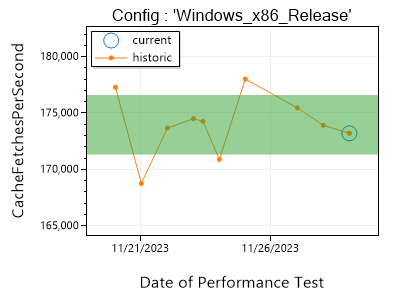 Config : 'Windows_x86_Release'
current
historic
180,000
175,000
170,000
165,000
CacheFetchesPerSecond
11/21/2023
11/26/2023
Date of Performance Test